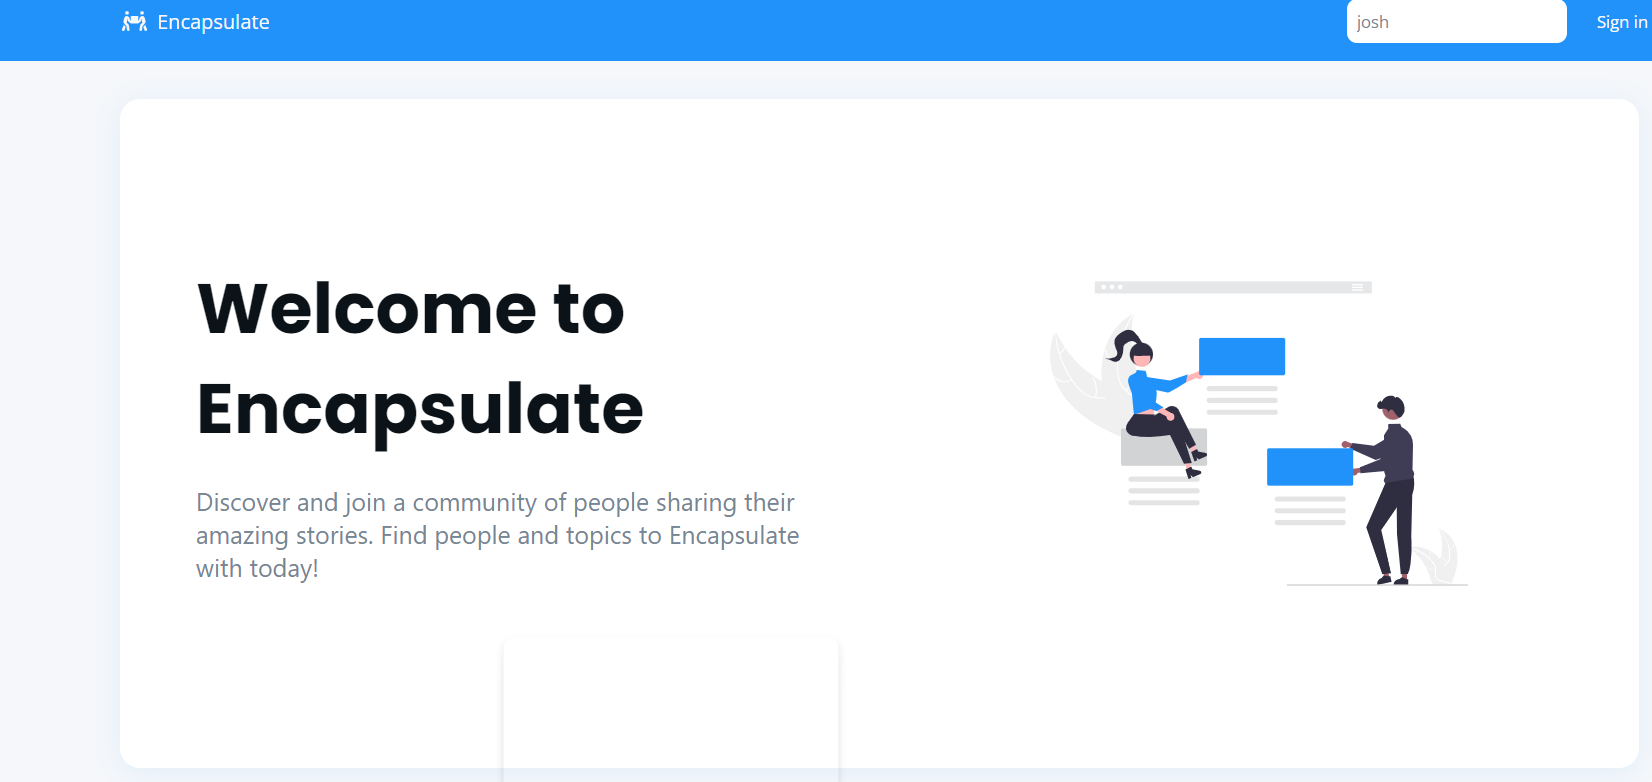 Encapsulate
josh
Sign in
Welcome to
Encapsulate
Discover and join a community of people sharing their
amazing stories. Find people and topics to Encapsulate
with today!